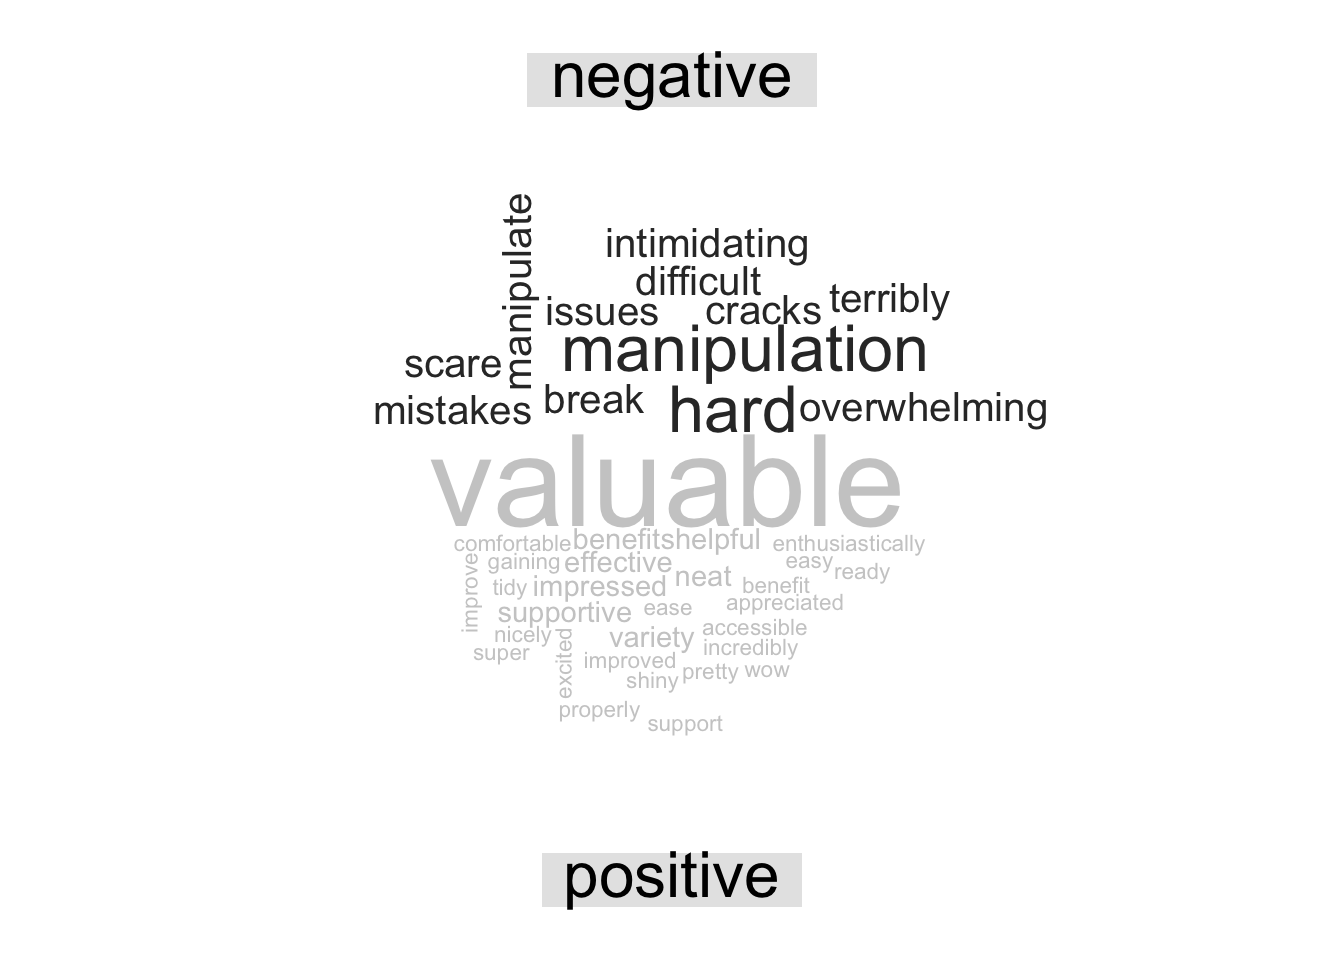 negative
manipulate
intimidating
difficult
terribly
issues cracks
manipulation
scare
break
mistakes hard overwhelming
valuable
comfortable benefits helpful enthusiastically
improve gaining effective easy ready
tidy impressed neat benefit
supportive ease appreciated
nicely variety accessible
super excited improved incredibly
shiny pretty wow
properly
support
positive